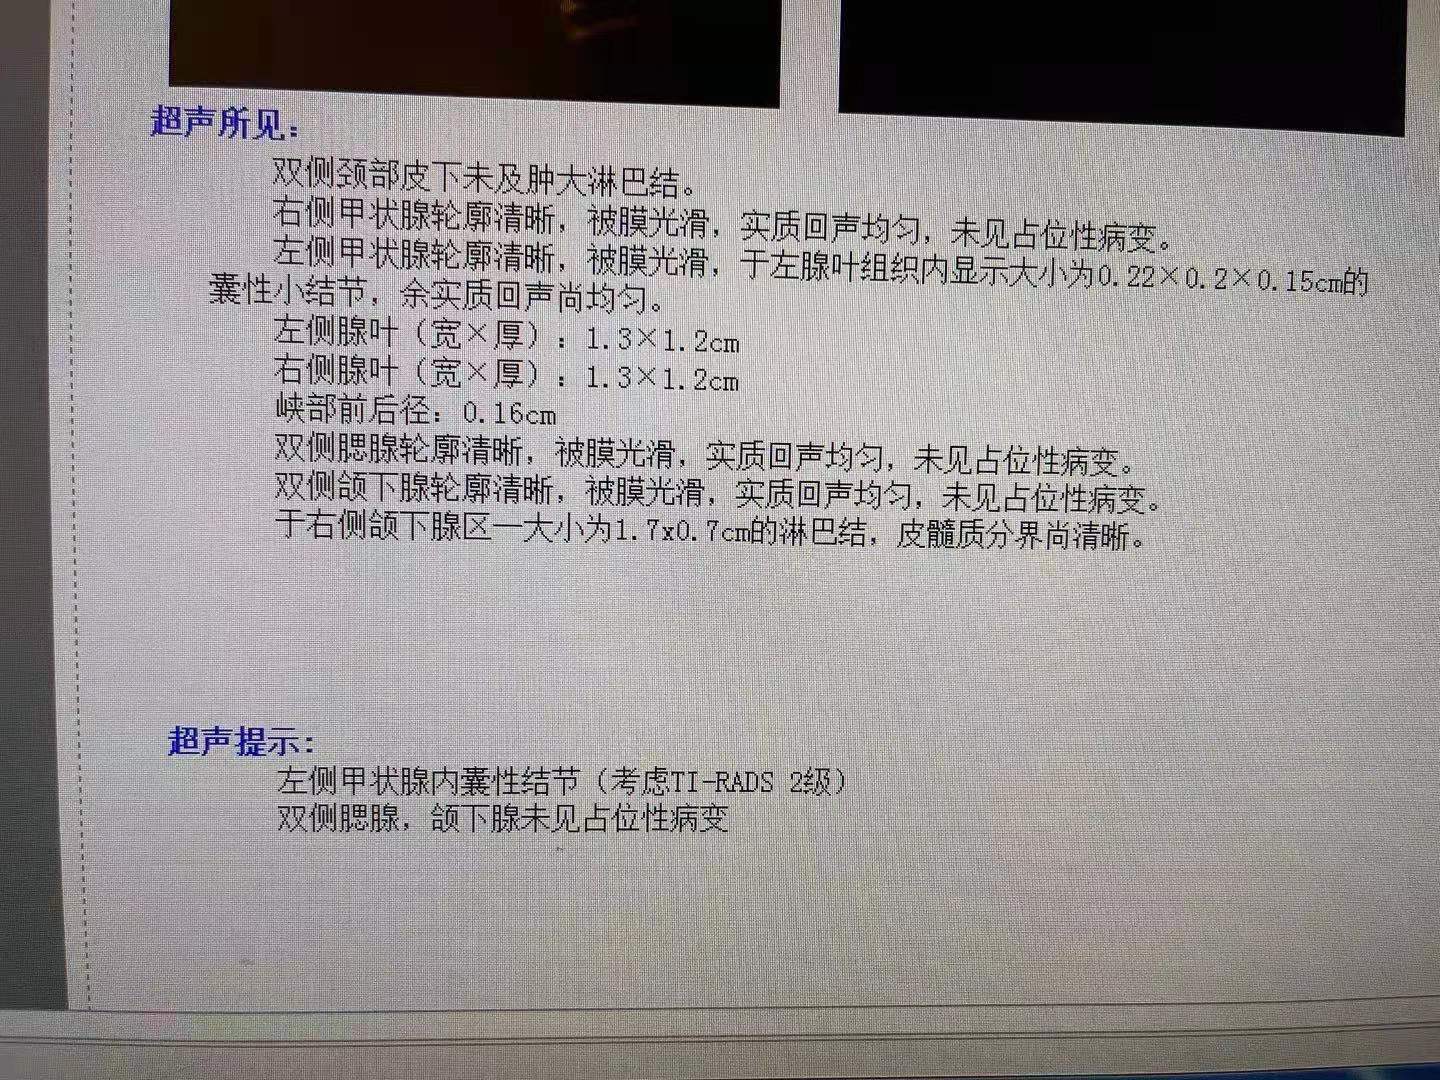 超声所见：
双侧颈部皮下未及肿大淋巴结。
右侧甲状腺轮廓清晰，被膜光滑，实质回声均匀，未见占位性病变。
左侧甲状腺轮廓清晰，被膜光滑，于左腺叶组织内显示大小为0.22×0.2×0.15cm的
囊性小结节，余实质回声尚均匀。
左侧腺叶（宽×厚）：1.3×1.2cm
右侧腺叶（宽×厚）：1.3×1.2cm
峡部前后径：0.16cm
双侧腮腺轮廓清晰，被膜光滑，实质回声均匀，未见占位性病变。
双侧颌下腺轮廓清晰，被膜光滑，实质回声均匀，未见占位性病变。
于右侧颌下腺区一大小为1.7x0.7cm的淋巴结，皮髓质分界尚清晰。
超声提示：
左侧甲状腺内囊性结节（考虑TI-RADS 2级）
双侧腮腺，颌下腺未见占位性病变